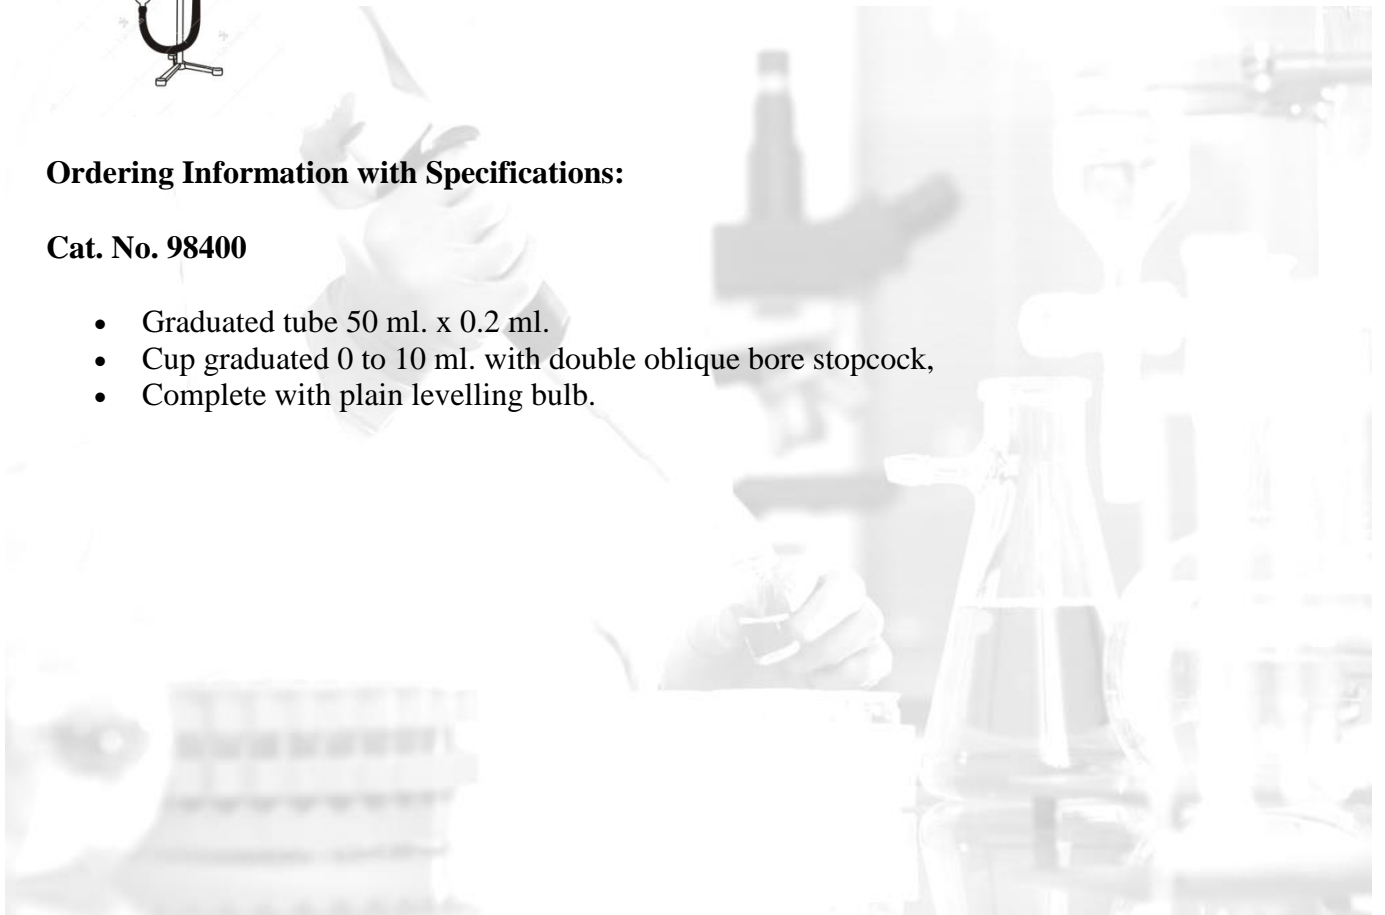 Ordering Information with Specifications:
Cat. No. 98400
• Graduated tube 50 ml. x 0.2 ml.
• Cup graduated 0 to 10 ml. with double oblique bore stopcock,
• Complete with plain levelling bulb.